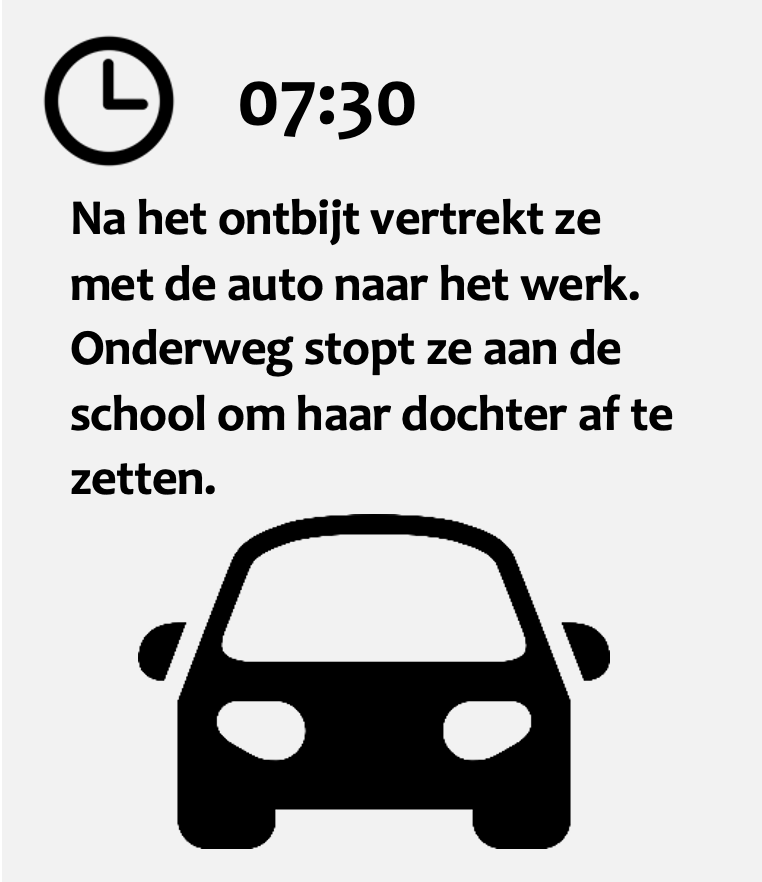 07:30
Na het ontbijt vertrekt ze
met de auto naar het werk.
Onderweg stopt ze aan de
school om haar dochter af te
zetten.